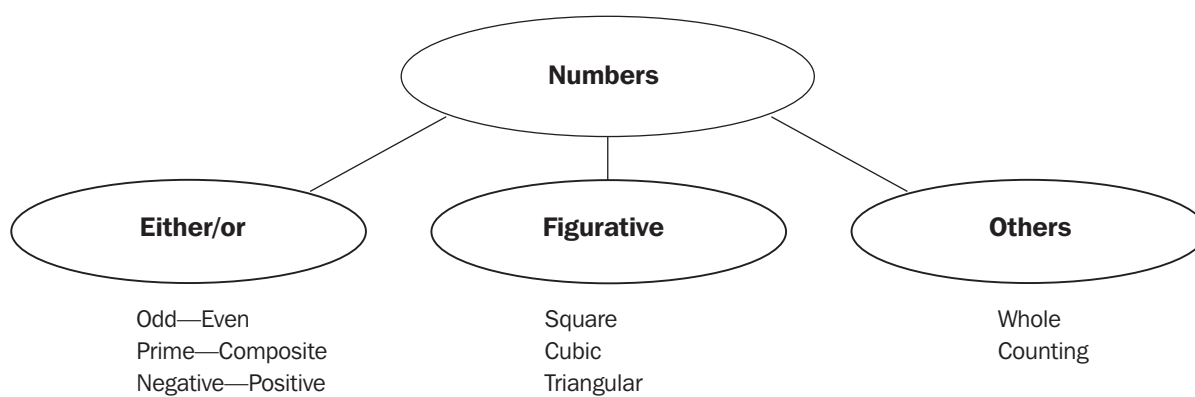 Numbers
Either/or
Figurative
Others
Odd—Even
Prime—Composite
Negative—Positive
Square
Cubic
Triangular
Whole
Counting